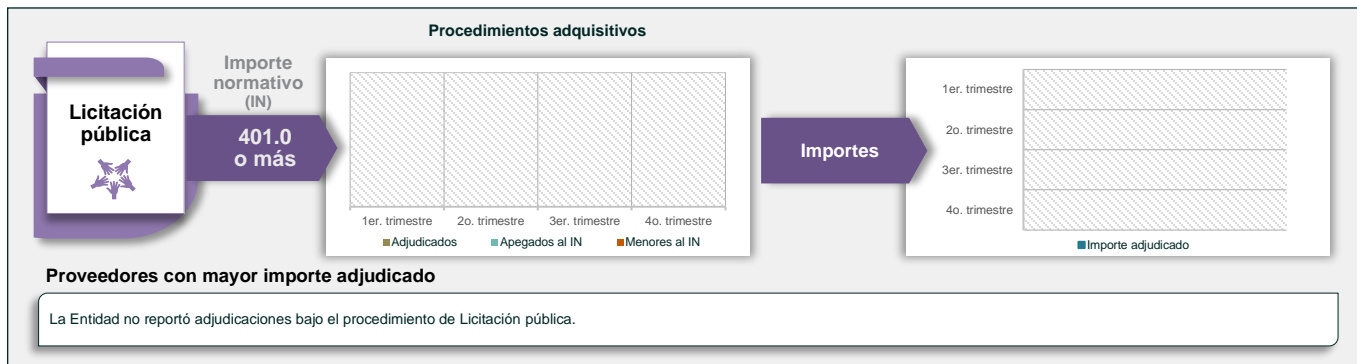 Procedimientos adquisitivos
Licitación
pública
Importe
normativo
(IN)
401.0
o más
1er. trimestre
2o. trimestre
3er. trimestre
4o. trimestre
Adjudicados
Apegados al IN
Menores al IN
Importes
1er. trimestre
2o. trimestre
3er. trimestre
4o. trimestre
Importe adjudicado
Proveedores con mayor importe adjudicado
La Entidad no reportó adjudicaciones bajo el procedimiento de Licitación pública.